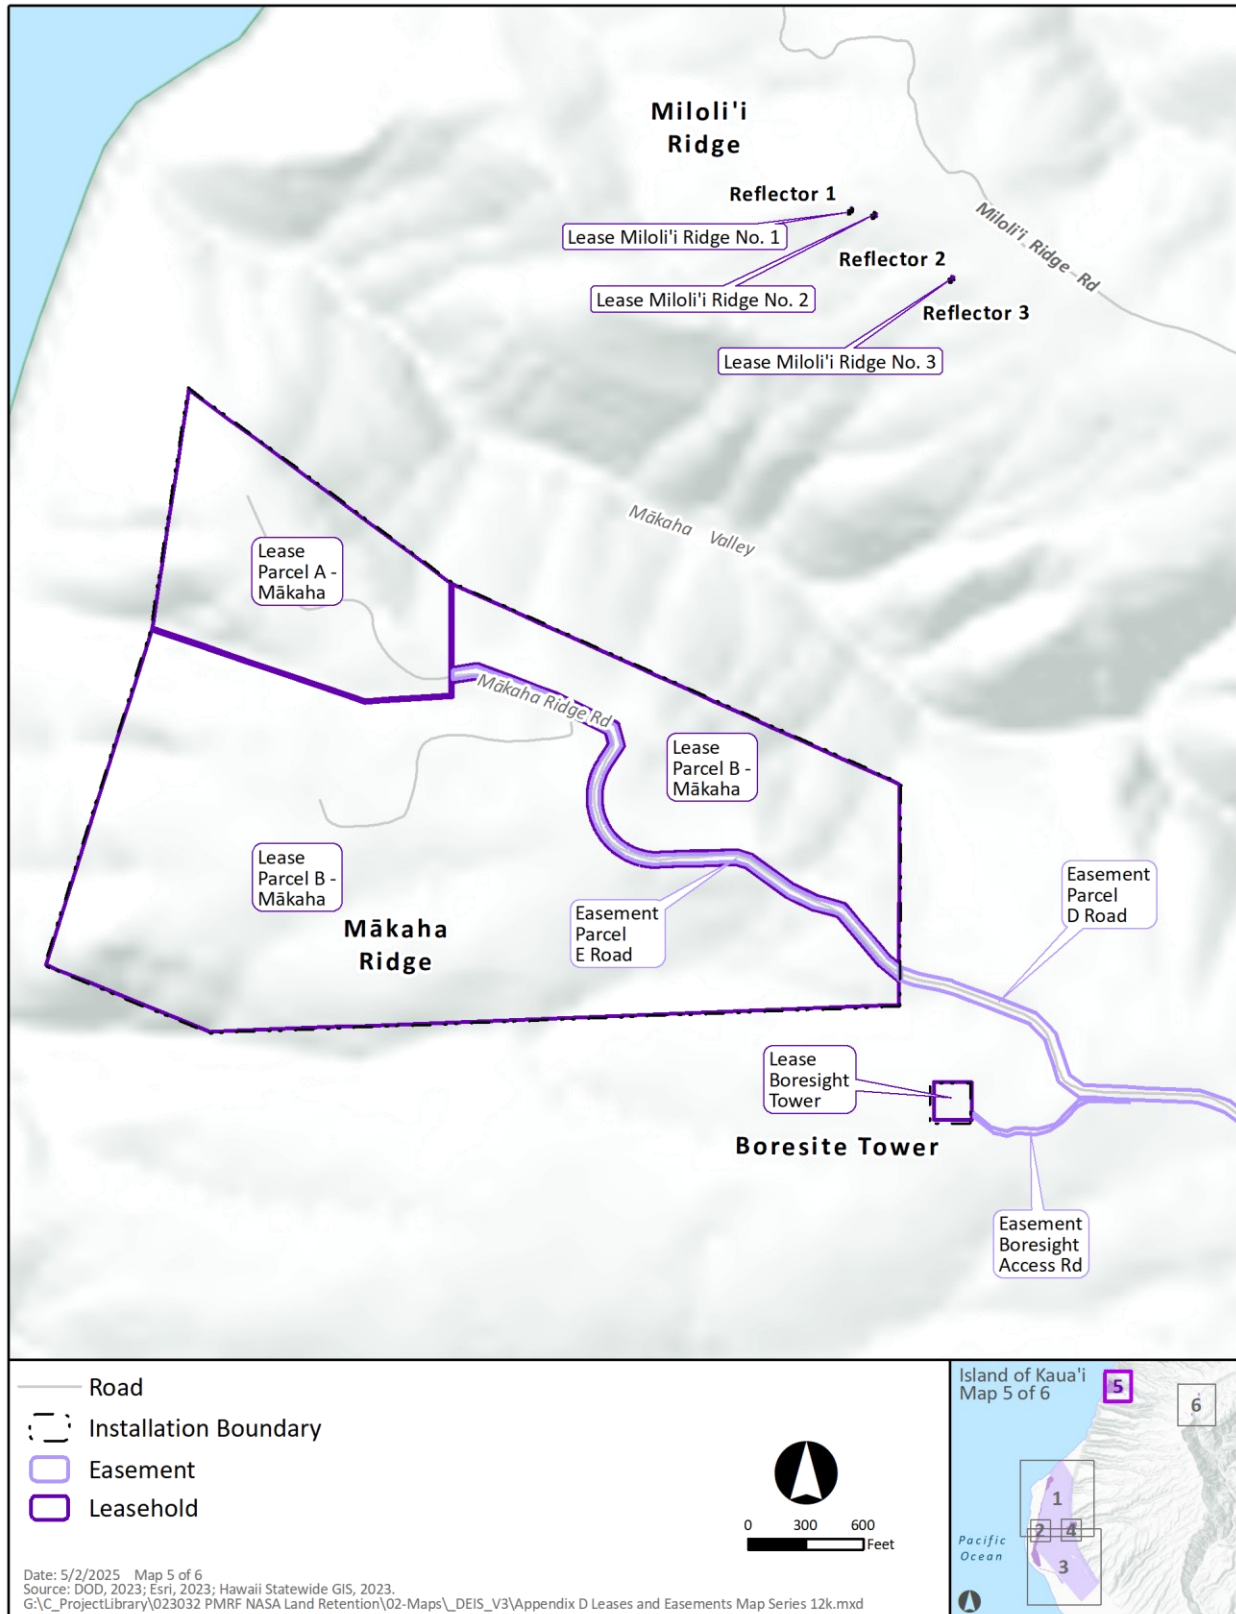 Miloli'i
Ridge
Reflector 1
Lease Miloli'i Ridge No. 1
Miloli'i Ridge Rd
Reflector 2
Lease Miloli'i Ridge No. 2
Reflector 3
Lease Miloli'i Ridge No. 3
Mākaha Valley
Lease
Parcel A -
Mākaha
Mākaha Ridge Rd
Lease
Parcel B -
Mākaha
Lease
Parcel B -
Mākaha
Mākaha
Ridge
Easement
Parcel
E Road
Easement
Parcel
D Road
Lease
Boresight
Tower
Boresite Tower
Easement
Boresight
Access Rd
Road
Installation Boundary
Easement
Leasehold
0 300 600
Feet
Date: 5/2/2025 Map 5 of 6
Source: DOD, 2023; Esri, 2023; Hawaii Statewide GIS, 2023.
G:\C_ProjectLibrary\023032 PMRF NASA Land Retention\02-Maps\_DEIS_V3\Appendix D Leases and Easements Map Series 12k.mxd
Island of Kaua'i
Map 5 of 6
5
6
1
2
4
3
Pacific
Ocean